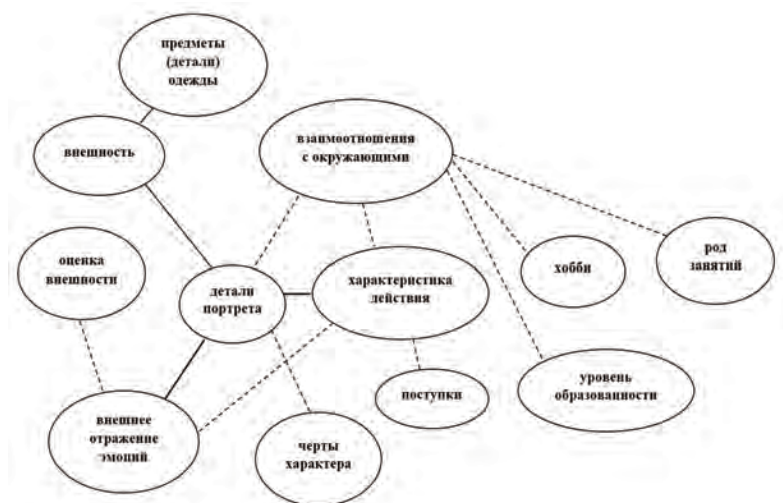 предметы
(детали)
одежды
внешность
взаимоотношения
с окружающими
оценка
внешности
детали
портрета
характеристика
действия
хобби
род
занятий
внешнее
отражение
эмоций
черты
характера
поступки
уровень
образованности